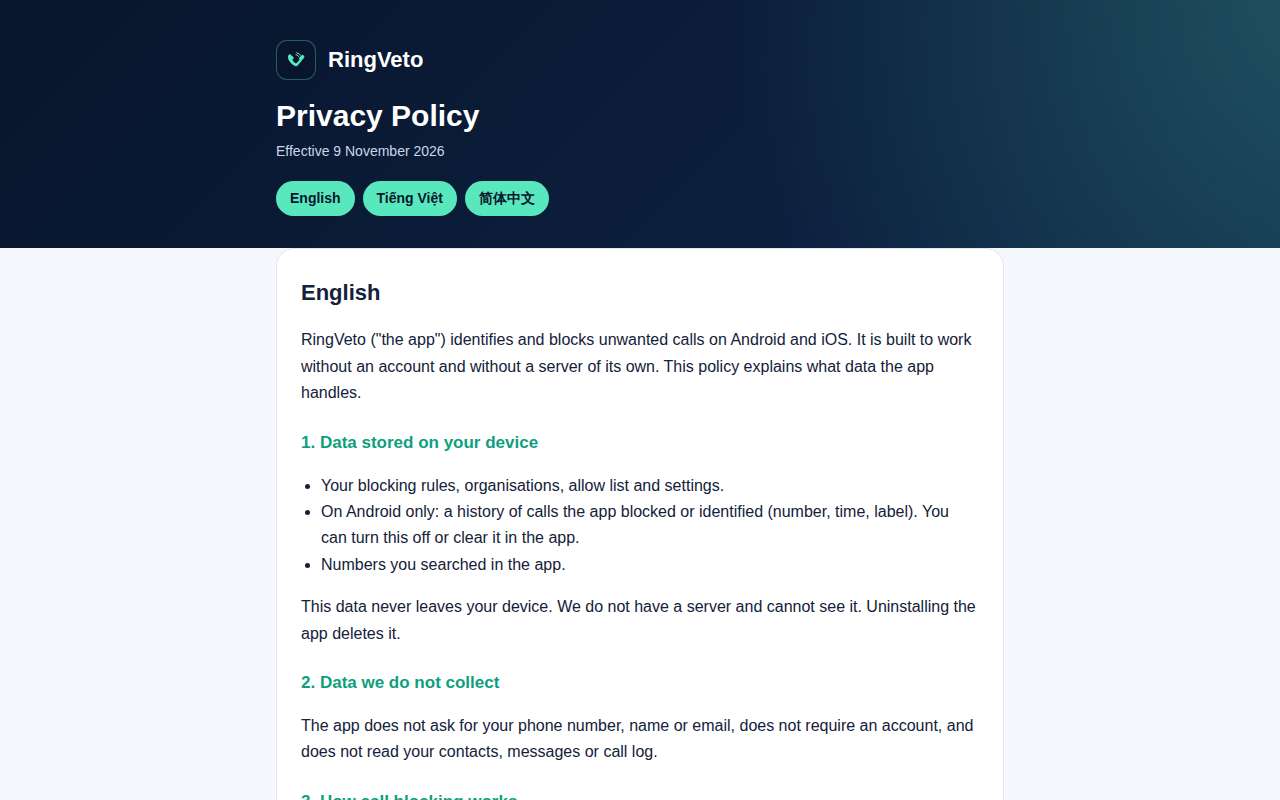 RingVeto
Privacy Policy
Effective 9 November 2026
English
Tiếng Việt
简体中文
English
RingVeto ("the app") identifies and blocks unwanted calls on Android and iOS. It is built to work
without an account and without a server of its own. This policy explains what data the app
handles.
1. Data stored on your device
Your blocking rules, organisations, allow list and settings.
On Android only: a history of calls the app blocked or identified (number, time, label). You
can turn this off or clear it in the app.
Numbers you searched in the app.
This data never leaves your device. We do not have a server and cannot see it. Uninstalling the
app deletes it.
2. Data we do not collect
The app does not ask for your phone number, name or email, does not require an account, and
does not read your contacts, messages or call log.
3. How call blocking works